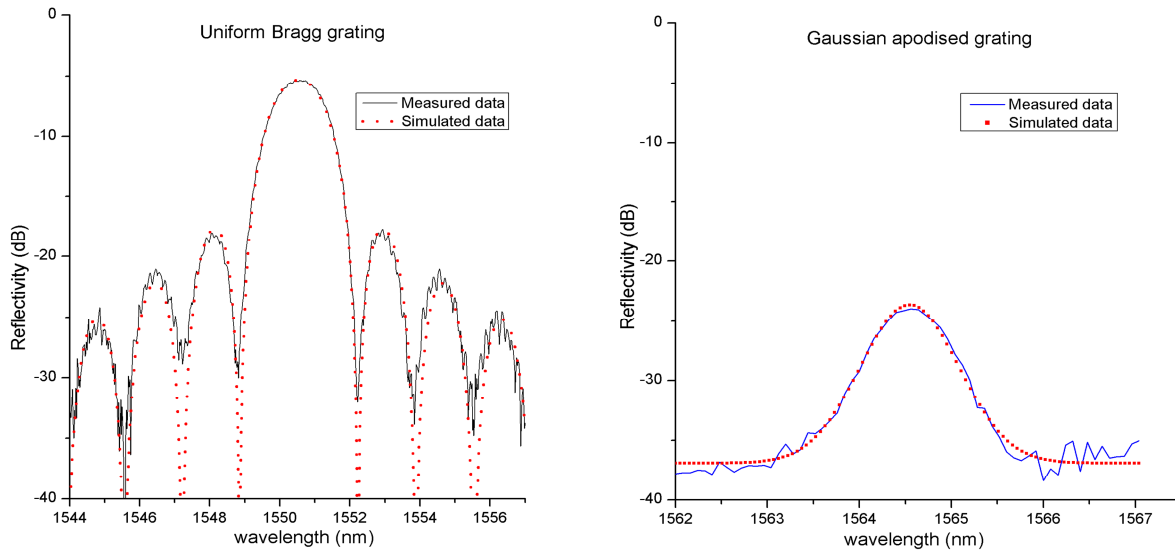 Uniform Bragg grating
Measured data
Simulated data
Reflectivity (dB)
0
-10
-20
-30
-40
1544 1546 1548 1550 1552 1554 1556
wavelength (nm)
Gaussian apodised grating
Measured data
Simulated data
Reflectivity (dB)
0
-10
-20
-30
-40
1562 1563 1564 1565 1566 1567
wavelength (nm)